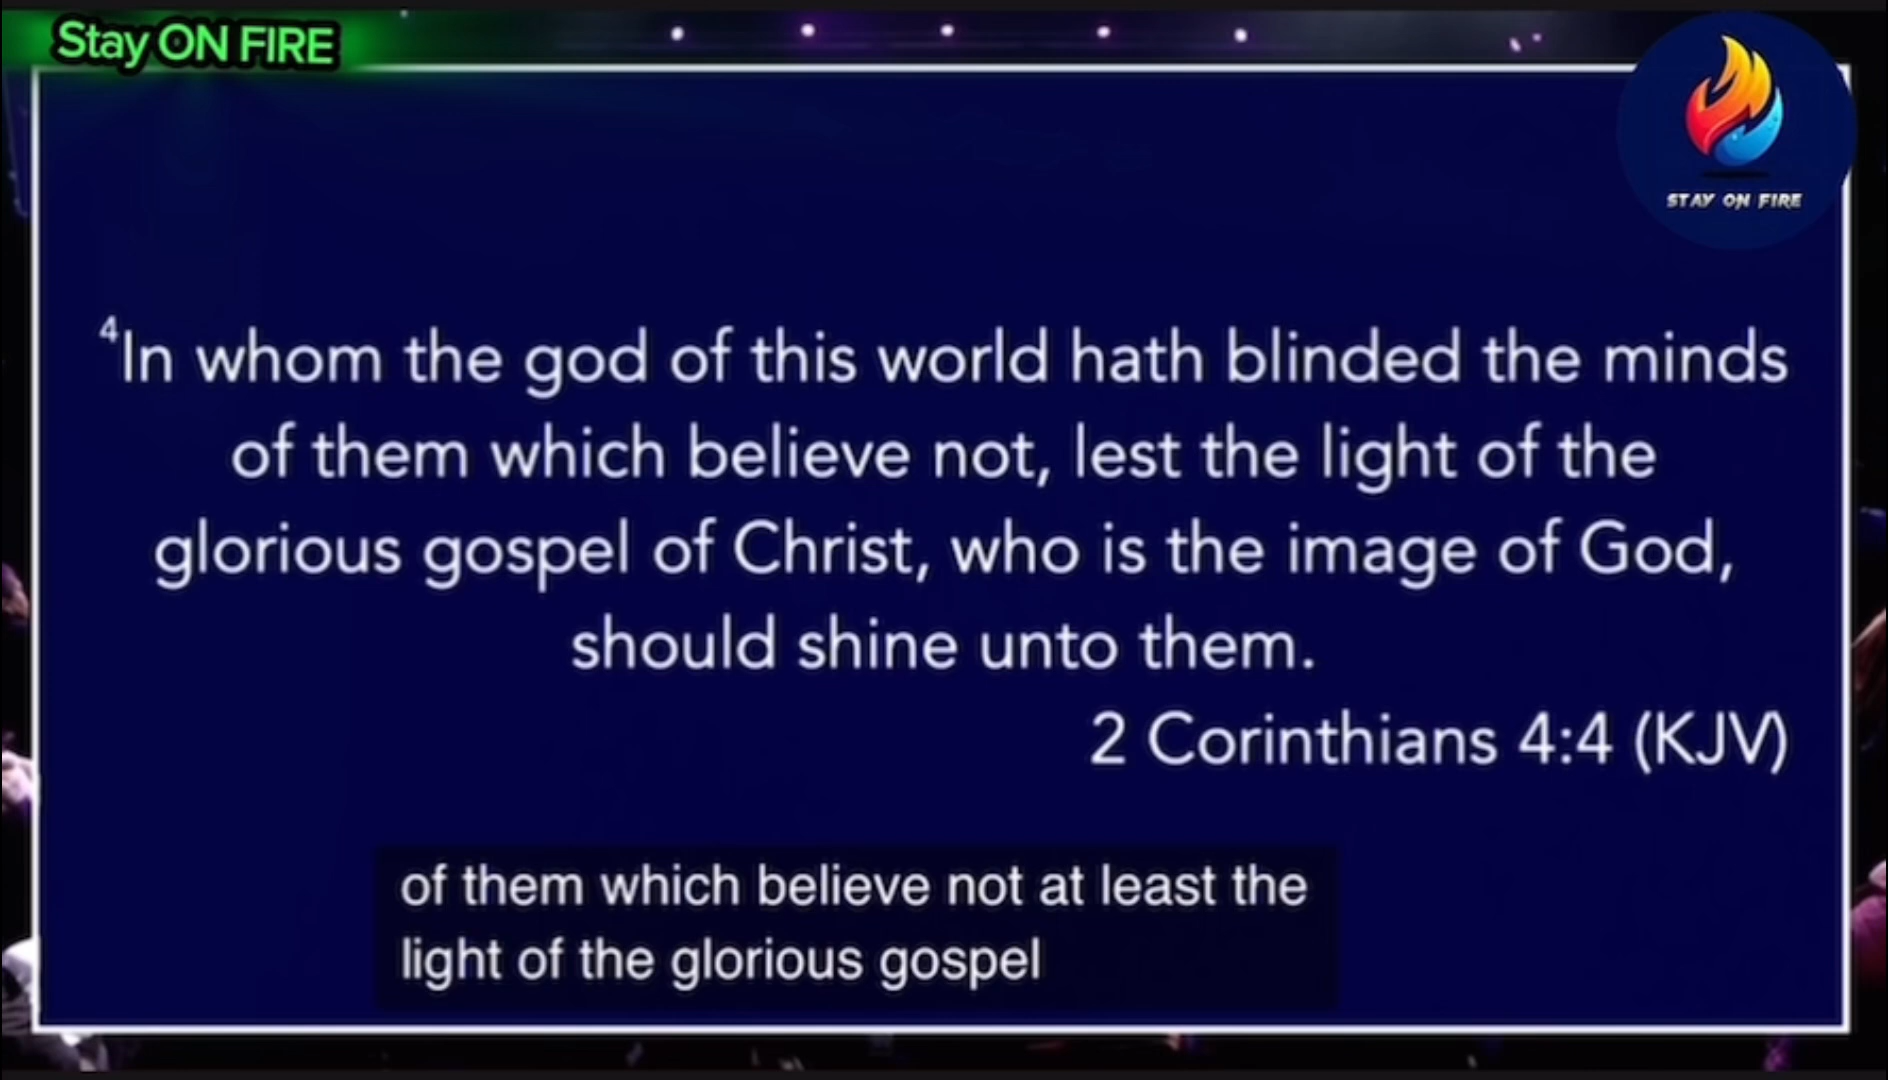 Stay ON FIRE
STAY ON FIRE
4In whom the god of this world hath blinded the minds
of them which believe not, lest the light of the
glorious gospel of Christ, who is the image of God,
should shine unto them.
2 Corinthians 4:4 (KJV)
of them which believe not at least the
light of the glorious gospel